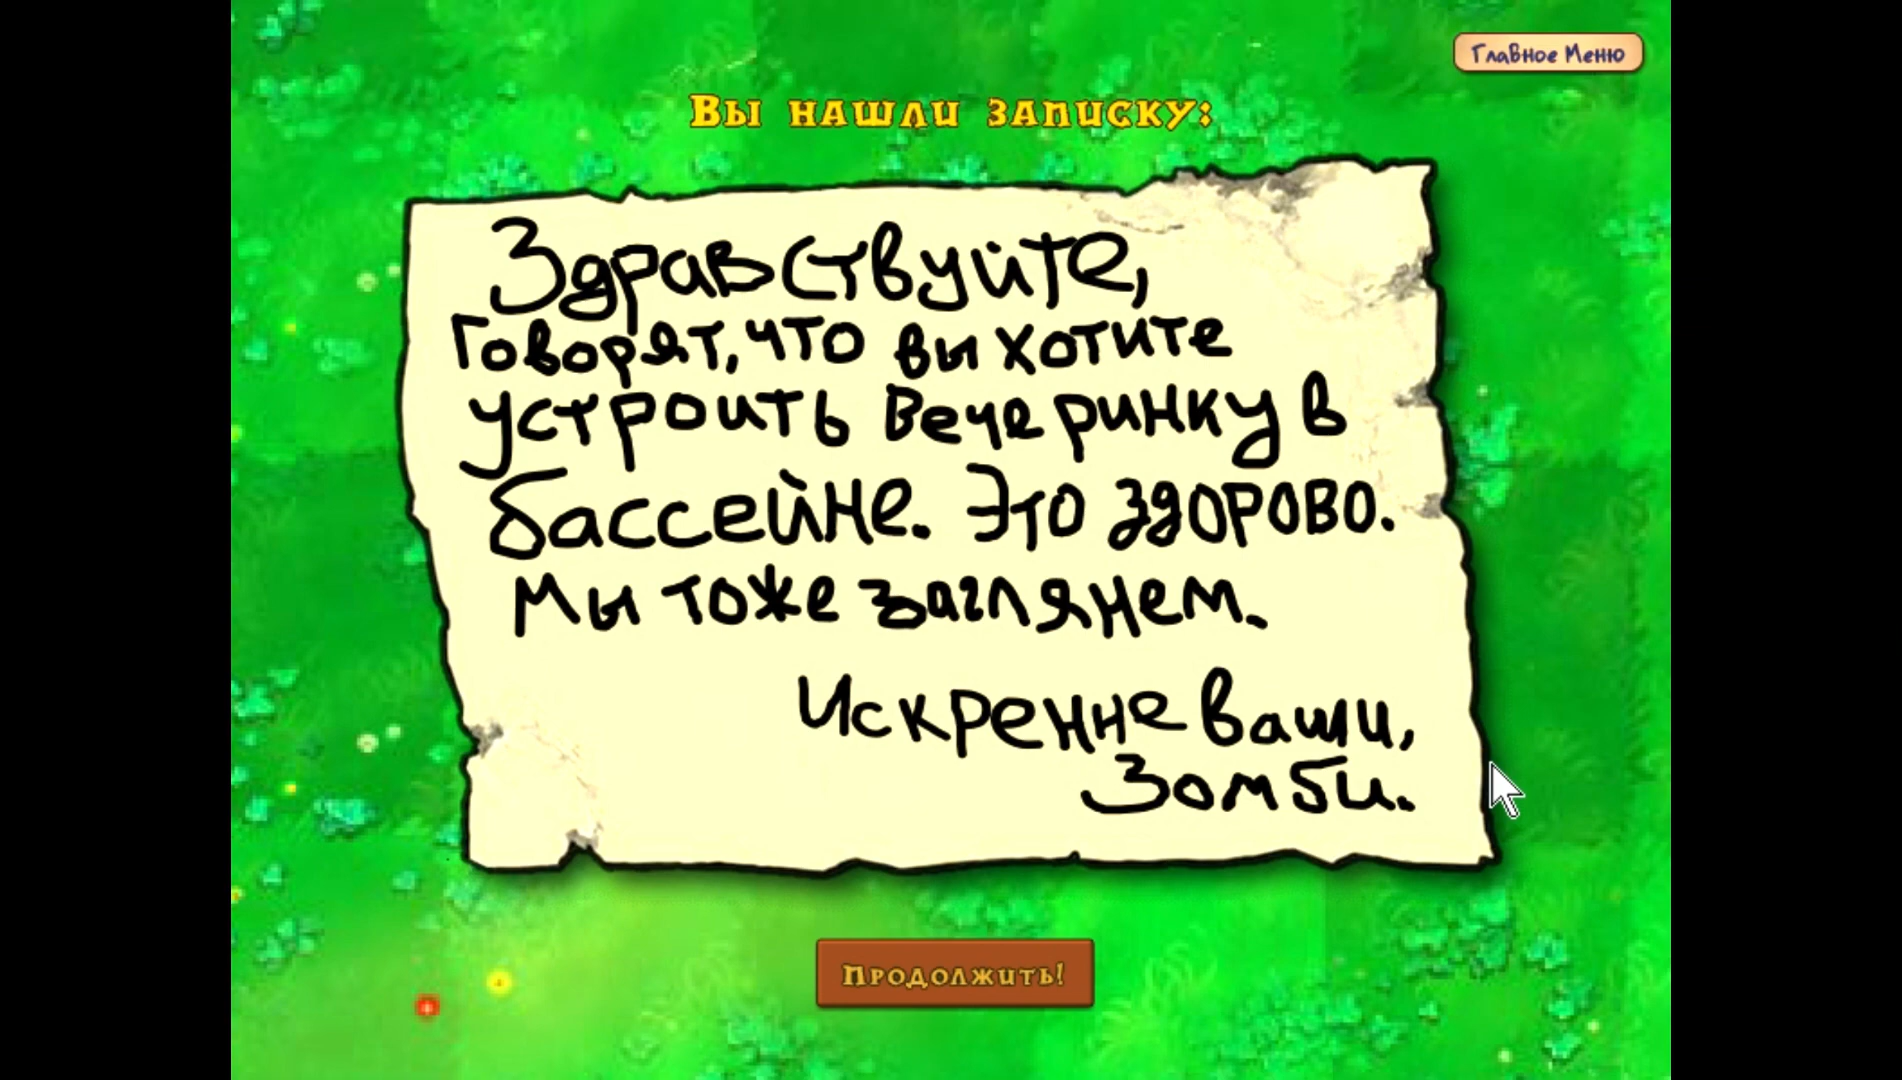 Главное Меню
Вы нашли записку:
Здравствуйте,
Говорят, что вы хотите
устроить вечеринку в
бассейне. Это здорово.
Мы тоже заглянем.
Искренне ваши,
Зомби.
Продолжить!